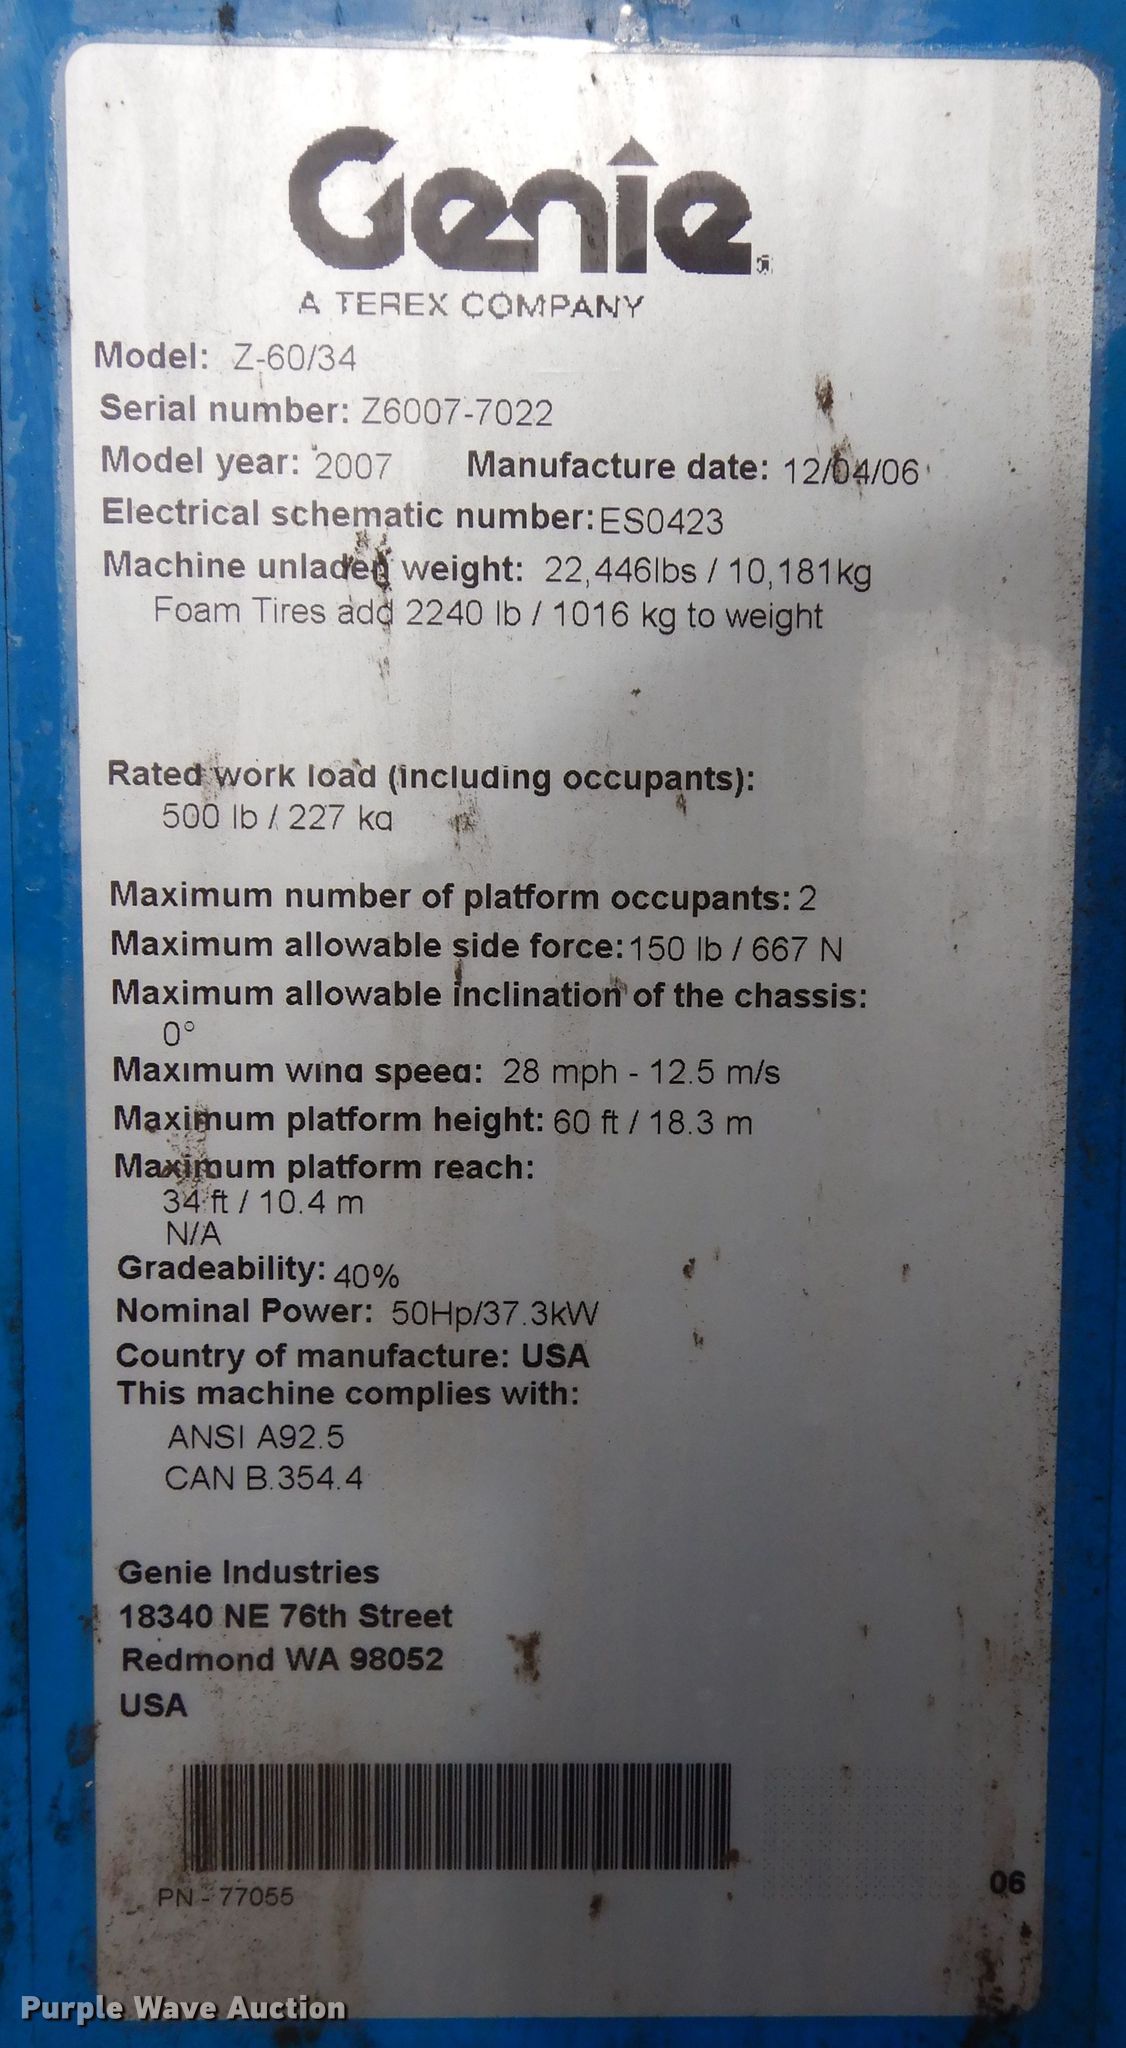 Genie
A TEREX COMPANY
Model: Z-60/34
Serial number: Z6007-7022
Model year: 2007 Manufacture date: 12/04/06
Electrical schematic number: ES0423
Machine unladen weight: 22,446lbs / 10,181kg
Foam Tires add 2240 lb / 1016 kg to weight
Rated work load (including occupants):
500 lb / 227 kg
Maximum number of platform occupants: 2
Maximum allowable side force: 150 lb / 667 N
Maximum allowable inclination of the chassis:
0°
Maximum wind speed: 28 mph - 12.5 m/s
Maximum platform height: 60 ft / 18.3 m
Maximum platform reach:
34 ft / 10.4 m
N/A
Gradeability: 40%
Nominal Power: 50Hp/37.3kW
Country of manufacture: USA
This machine complies with:
ANSI A92.5
CAN B.354.4
Genie Industries
18340 NE 76th Street
Redmond WA 98052
USA
PN - 77055
06
Purple Wave Auction